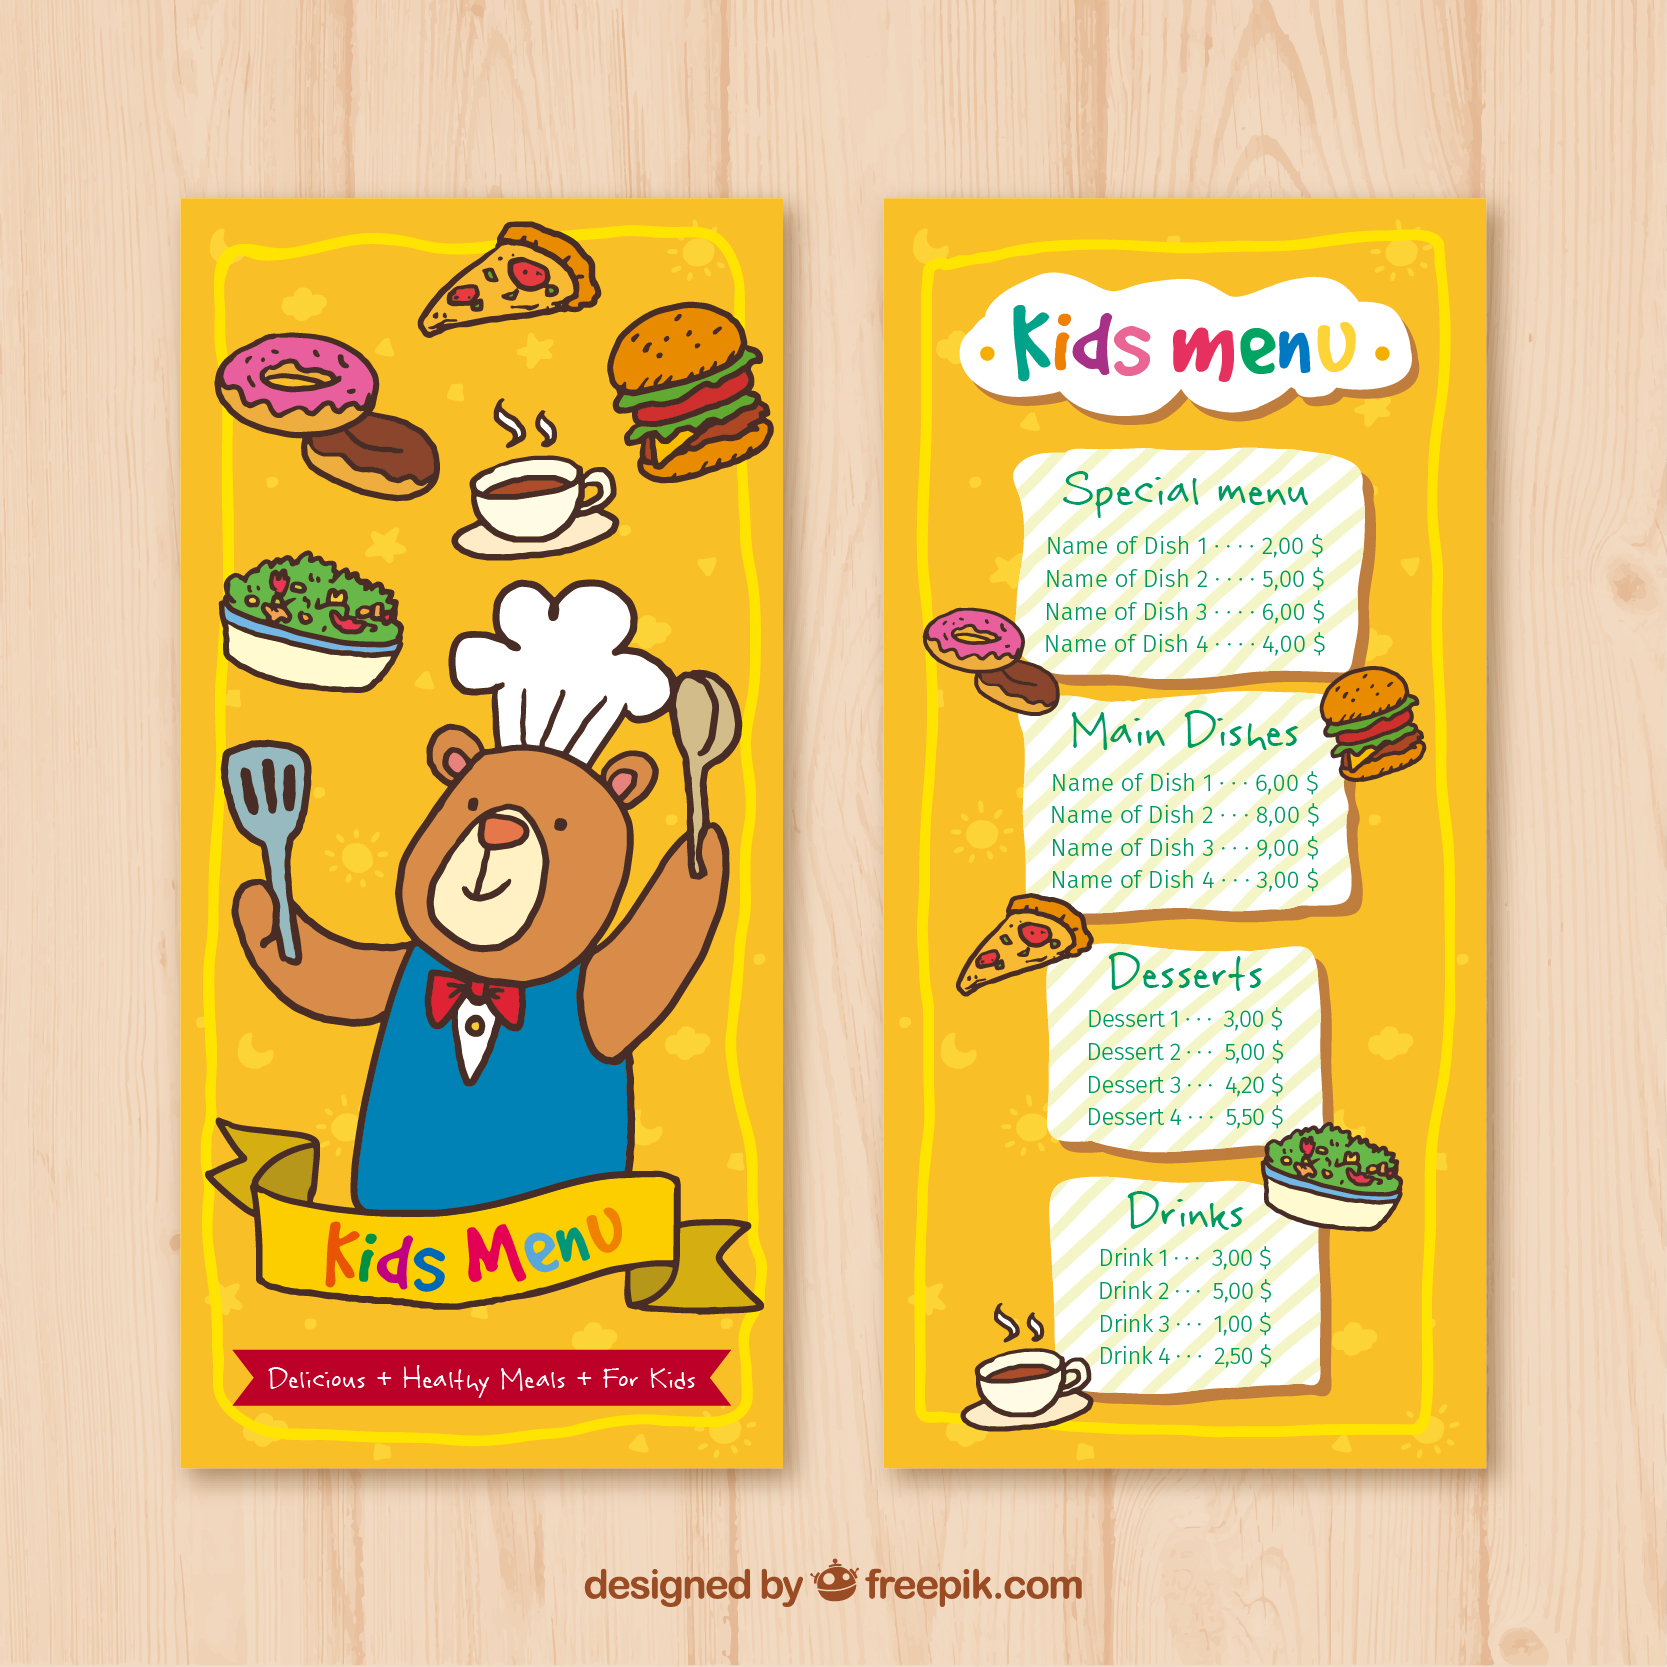 Kids Menu
Delicious + Healthy Meals + For Kids
Kids menu
Special menu
Name of Dish 1 · · · · 2,00 $
Name of Dish 2 · · · · 5,00 $
Name of Dish 3 · · · · 6,00 $
Name of Dish 4 · · · · 4,00 $
Main Dishes
Name of Dish 1 · · · 6,00 $
Name of Dish 2 · · · 8,00 $
Name of Dish 3 · · · 9,00 $
Name of Dish 4 · · · 3,00 $
Desserts
Dessert 1 · · · 3,00 $
Dessert 2 · · · 5,00 $
Dessert 3 · · · 4,20 $
Dessert 4 · · · 5,50 $
Drinks
Drink 1 · · · 3,00 $
Drink 2 · · · 5,00 $
Drink 3 · · · 1,00 $
Drink 4 · · · 2,50 $
designed by freepik.com